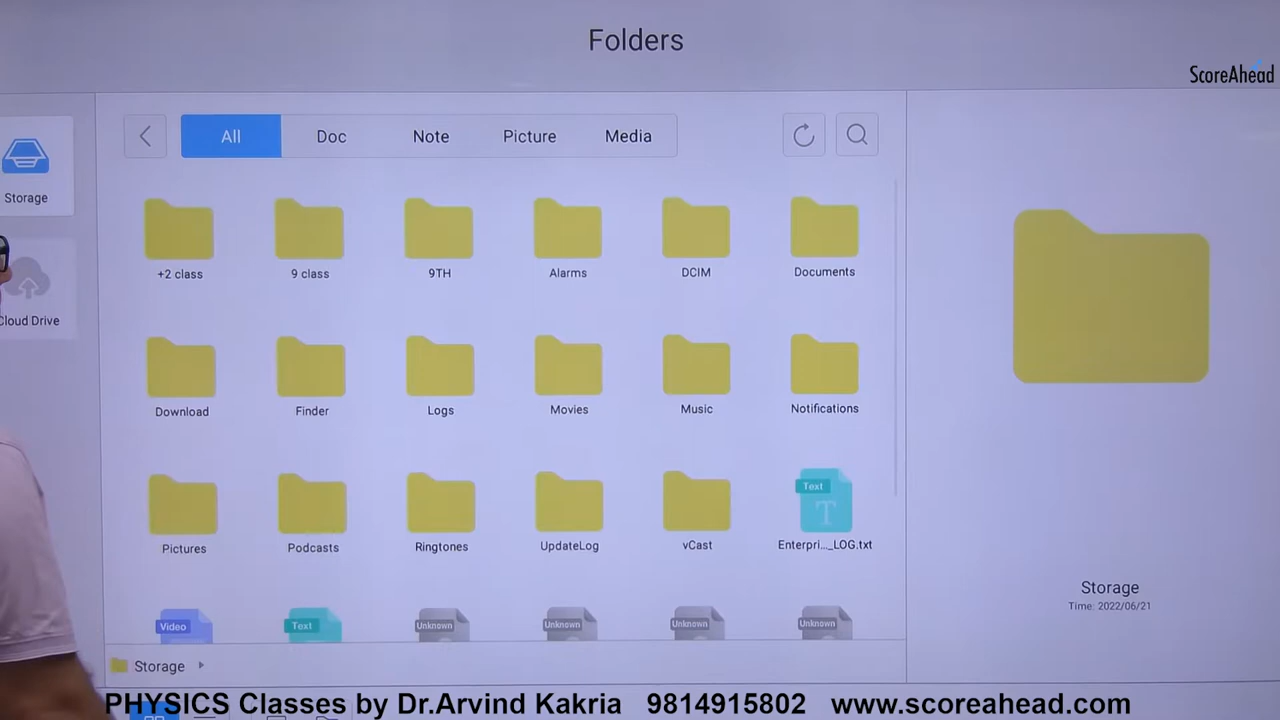 Folders
ScoreAhead
All Doc Note Picture Media
Storage
Cloud Drive
+2 class 9 class 9TH Alarms DCIM Documents
Download Finder Logs Movies Music Notifications
Pictures Podcasts Ringtones UpdateLog vCast Text T Enterpri..._LOG.txt
Video Text Unknown Unknown Unknown Unknown
Storage
Time: 2022/06/21
Storage
PHYSICS Classes by Dr.Arvind Kakria 9814915802 www.scoreahead.com